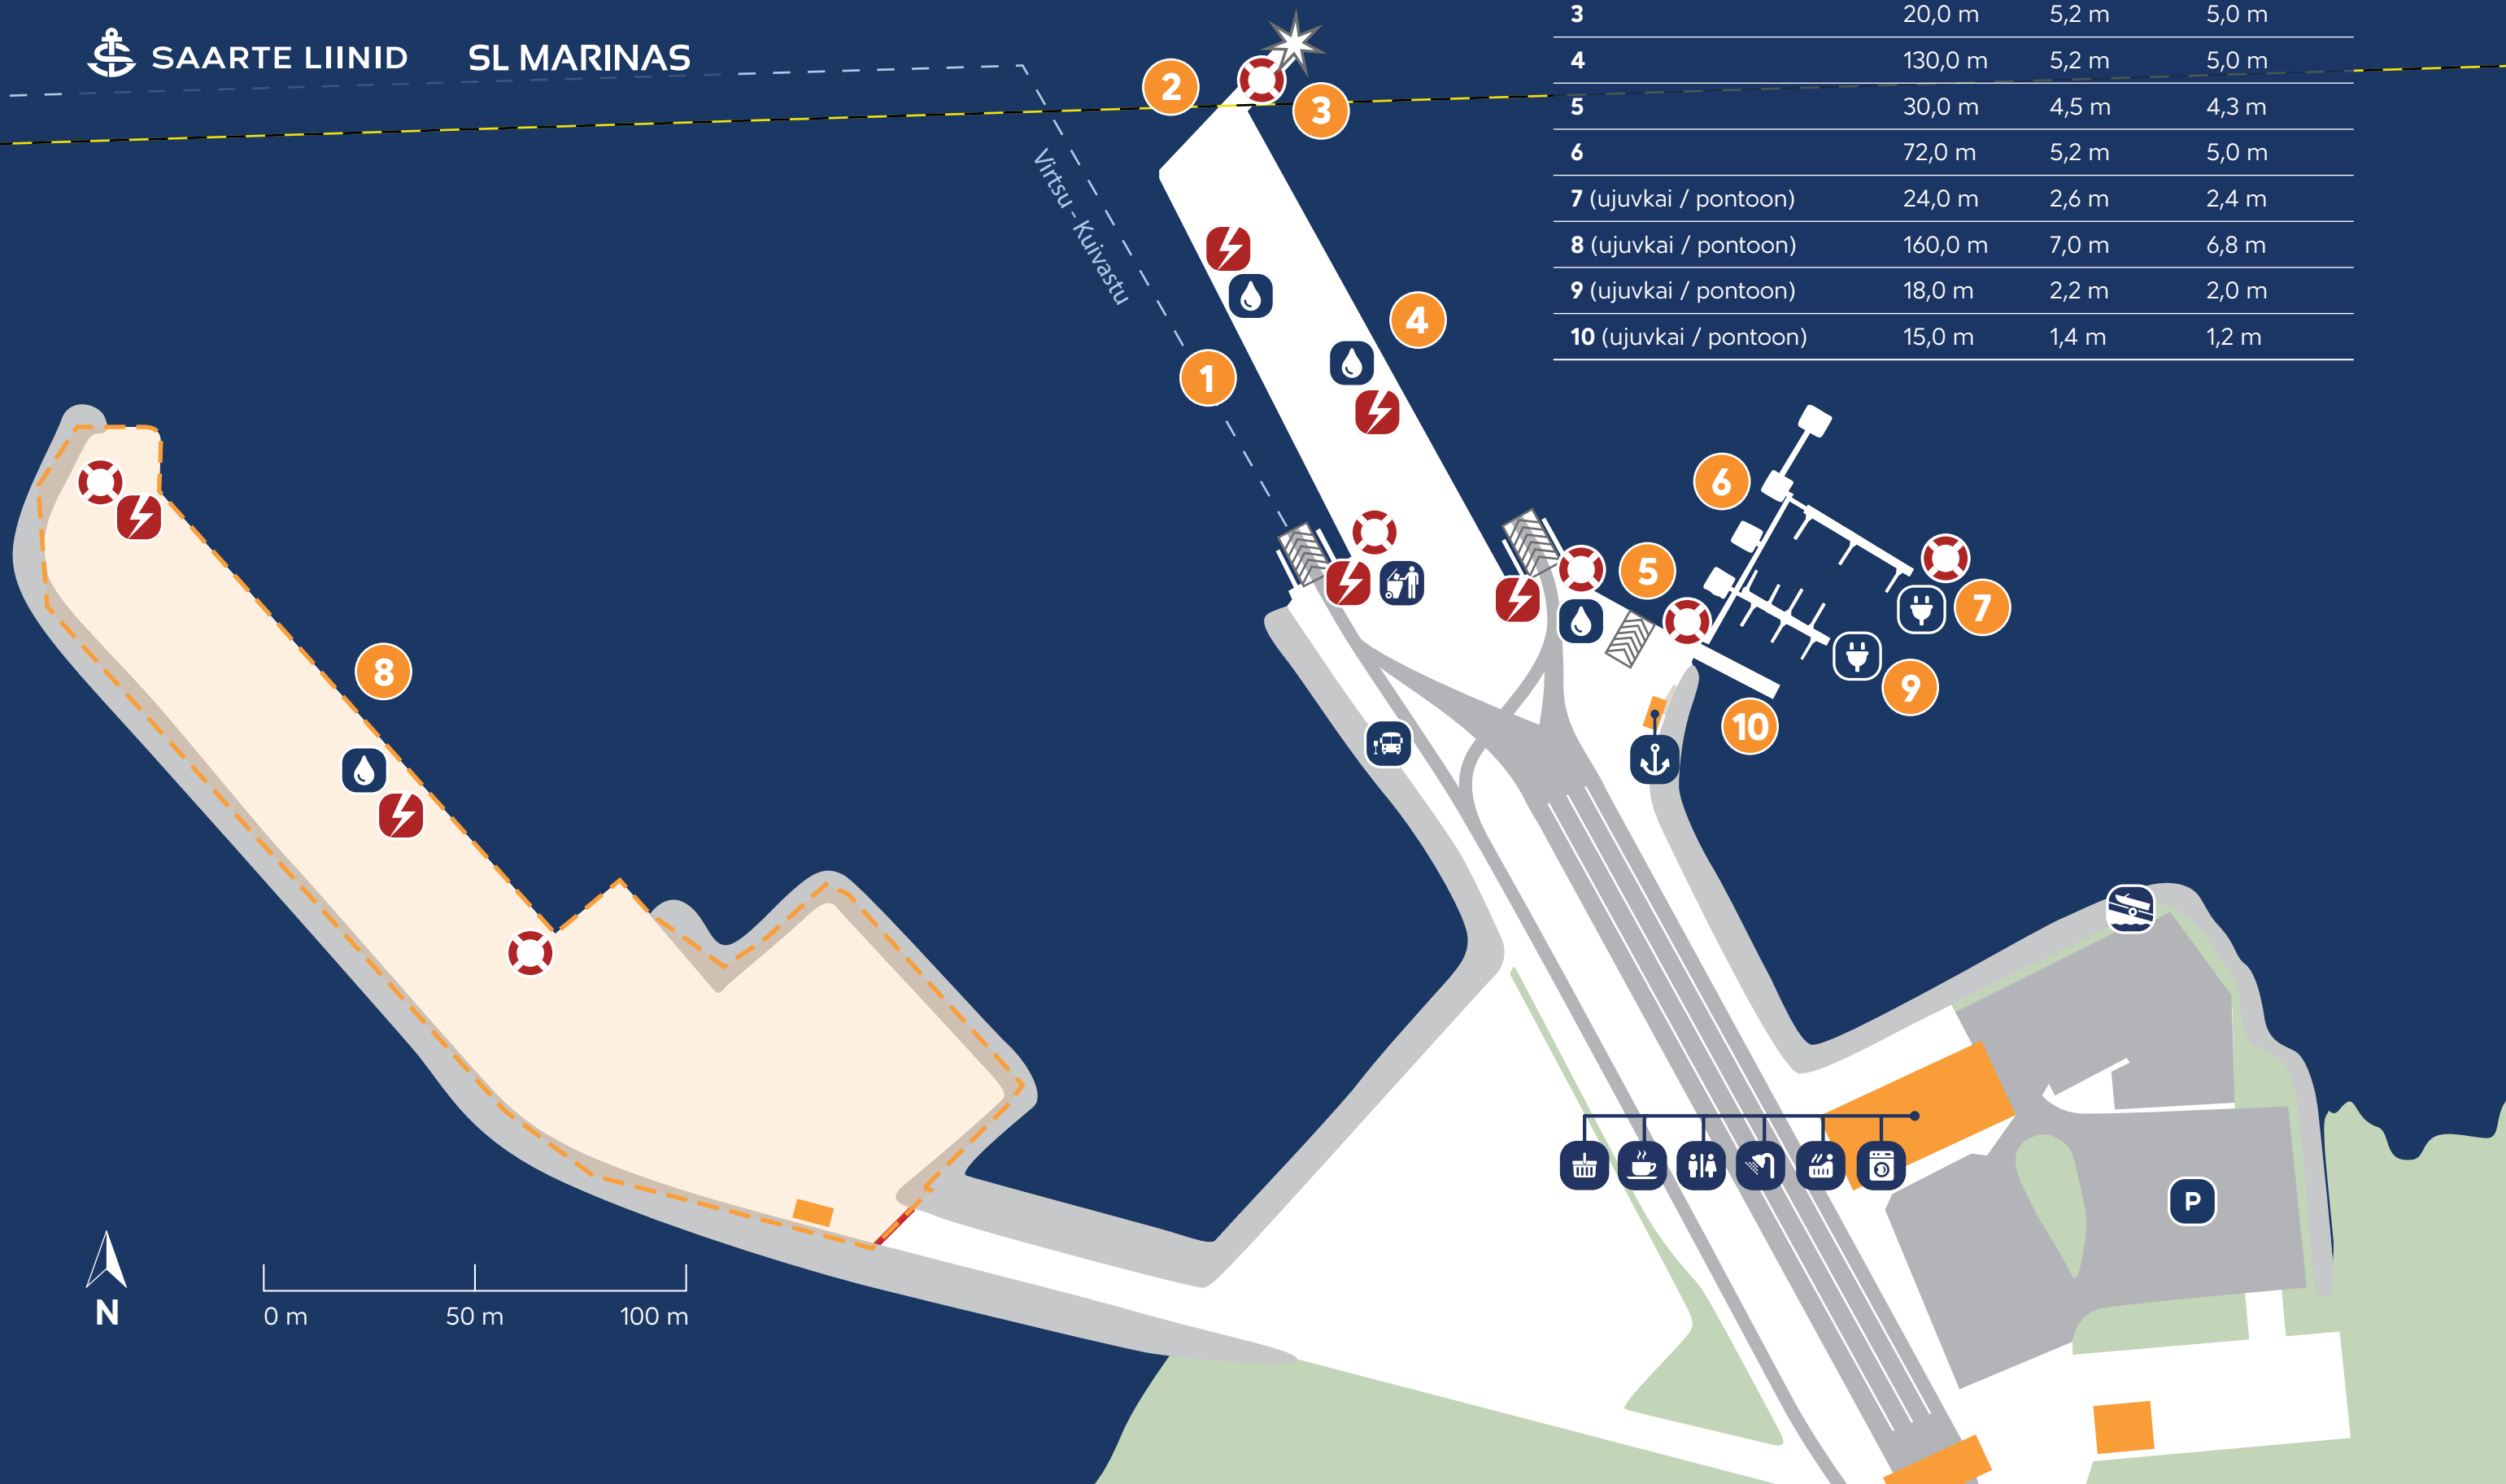 SAARTE LIINID
SL MARINAS
3 20,0 m 5,2 m 5,0 m
4 130,0 m 5,2 m 5,0 m
5 30,0 m 4,5 m 4,3 m
6 72,0 m 5,2 m 5,0 m
7 (ujuvkai / pontoon) 24,0 m 2,6 m 2,4 m
8 (ujuvkai / pontoon) 160,0 m 7,0 m 6,8 m
9 (ujuvkai / pontoon) 18,0 m 2,2 m 2,0 m
10 (ujuvkai / pontoon) 15,0 m 1,4 m 1,2 m
2
3
Virtsu - Kuivastu
4
1
6
5
7
8
9
10
P
N
0 m 50 m 100 m